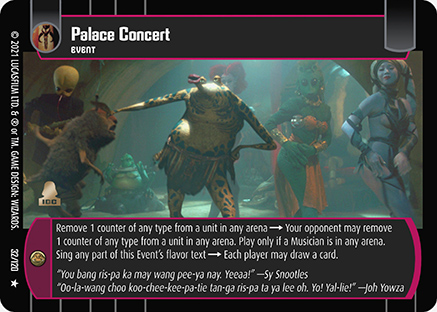 Palace Concert
EVENT
© 2021 LUCASFILM LTD. & ® or TM. GAME DESIGN: WIZARDS.
32/120
ICC
Remove 1 counter of any type from a unit in any arena → Your opponent may remove
1 counter of any type from a unit in any arena. Play only if a Musician is in any arena.
Sing any part of this Event's flavor text → Each player may draw a card.
"You bang ris-pa ka may wang pee-ya nay. Yeeaa!" —Sy Snootles
"Oo-la-wang choo koo-chee-kee-pa-tie tan-ga ris-pa ta ya lee oh. Yo! Yal-lie!" —Joh Yowza